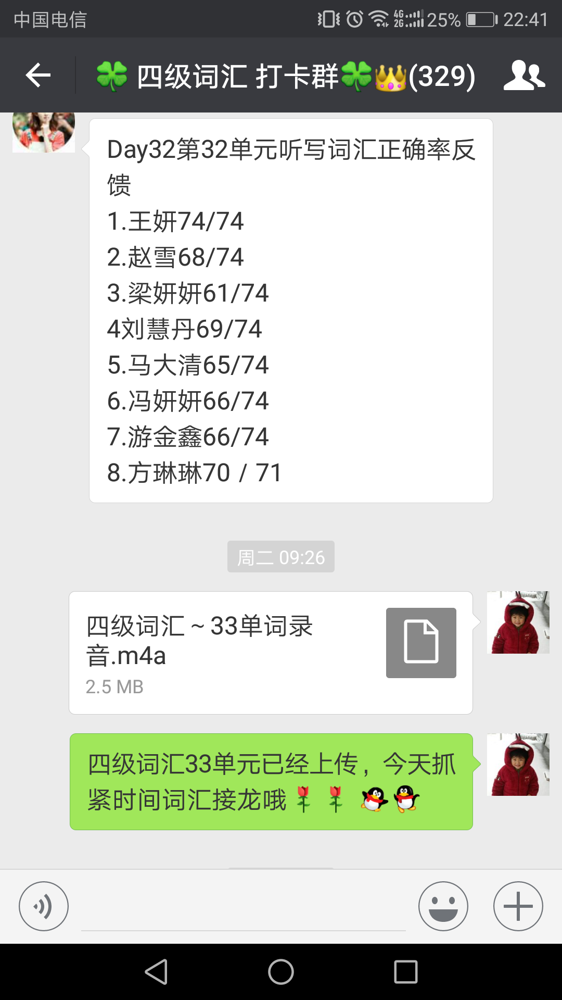 中国电信 4G 2G 25% 22:41
四级词汇 打卡群(329)
Day32第32单元听写词汇正确率反
馈
1.王妍74/74
2.赵雪68/74
3.梁妍妍61/74
4刘慧丹69/74
5.马大清65/74
6.冯妍妍66/74
7.游金鑫66/74
8.方琳琳70 / 71
周二 09:26
四级词汇～33单词录
音.m4a
2.5 MB
四级词汇33单元已经上传，今天抓
紧时间词汇接龙哦